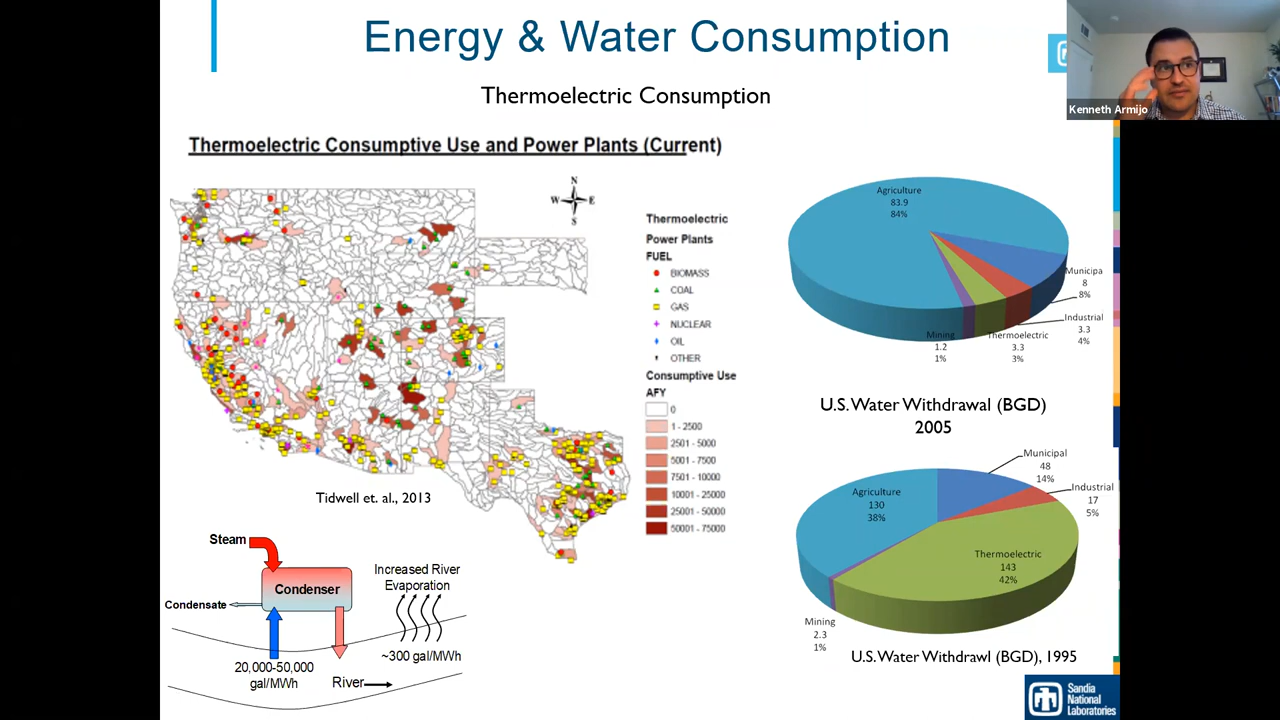 Energy & Water Consumption
Kenneth Armijo
Thermoelectric Consumption
Thermoelectric Consumptive Use and Power Plants (Current)
N
W
E
S
Thermoelectric
Power Plants
FUEL
BIOMASS
COAL
GAS
NUCLEAR
OIL
OTHER
Consumptive Use
AFY
0
1 - 2500
2501 - 5000
5001 - 7500
7501 - 10000
10001 - 25000
25001 - 50000
50001 - 75000
Tidwell et. al., 2013
Steam
Condenser
Condensate
20,000-50,000
gal/MWh
Increased River
Evaporation
~300 gal/MWh
River
Agriculture
83.9
84%
Municipa
8
8%
Industrial
3.3
4%
Thermoelectric
3.3
3%
Mining
1.2
1%
U.S. Water Withdrawal (BGD)
2005
Municipal
48
14%
Industrial
17
5%
Agriculture
130
38%
Thermoelectric
143
42%
Mining
2.3
1%
U.S. Water Withdrawl (BGD), 1995
Sandia
National
Laboratories